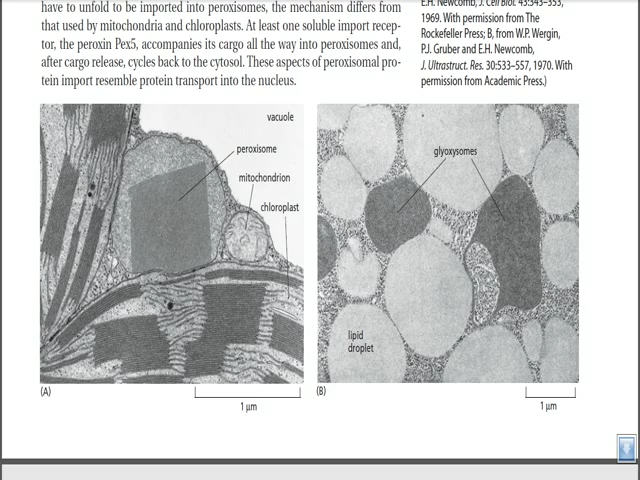 have to unfold to be imported into peroxisomes, the mechanism differs from
that used by mitochondria and chloroplasts. At least one soluble import recep-
tor, the peroxin Pex5, accompanies its cargo all the way into peroxisomes and,
after cargo release, cycles back to the cytosol. These aspects of peroxisomal pro-
tein import resemble protein transport into the nucleus.
E.H. Newcomb, J. Cell Biol. 43:343–353,
1969. With permission from The
Rockefeller Press; B, from W.P. Wergin,
P.J. Gruber and E.H. Newcomb,
J. Ultrastruct. Res. 30:533–557, 1970. With
permission from Academic Press.)
vacuole
peroxisome
mitochondrion
chloroplast
(A)
1 μm
glyoxysomes
lipid
droplet
(B)
1 μm